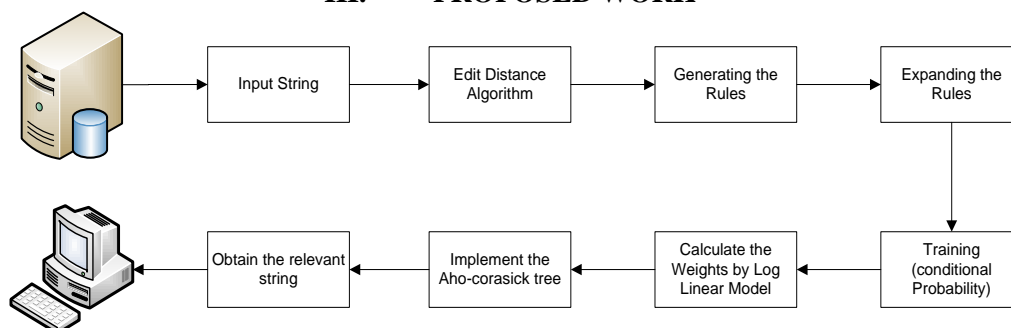 III. PROPOSED WORK
Input String
Edit Distance
Algorithm
Generating the
Rules
Expanding the
Rules
Training
(conditional
Probability)
Calculate the
Weights by Log
Linear Model
Implement the
Aho-corasick tree
Obtain the relevant
string